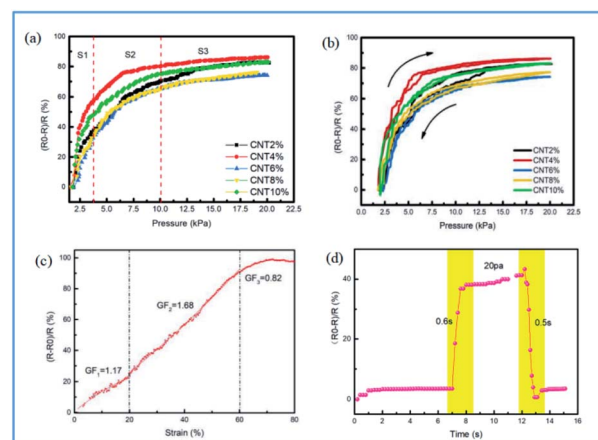 (a)
S1 S2 S3
(R0-R)/R (%)
100
80
60
40
20
0
CNT2%
CNT4%
CNT6%
CNT8%
CNT10%
2.5 5.0 7.5 10.0 12.5 15.0 17.5 20.0 22.5
Pressure (kPa)
(b)
(R0-R)/R (%)
100
80
60
40
20
0
CNT2%
CNT4%
CNT6%
CNT8%
CNT10%
0.0 2.5 5.0 7.5 10.0 12.5 15.0 17.5 20.0 22.5
Pressure (kPa)
(c)
(R-R0)/R (%)
100
80
60
40
20
0
GF1=1.17
GF2=1.68
GF3=0.82
0 20 40 60 80
Strain (%)
(d)
(R0-R)/R (%)
40
20
0
20pa
0.6s
0.5s
0 2 4 6 8 10 12 14 16
Time (s)